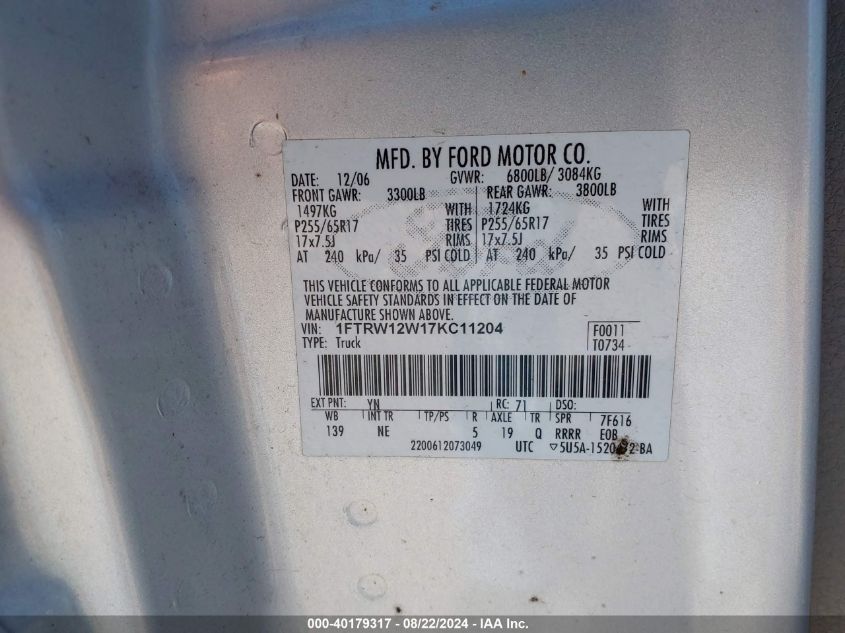 MFD. BY FORD MOTOR CO.
DATE: 12/06 GVWR: 6800LB/ 3084KG
FRONT GAWR: 3300LB REAR GAWR: 3800LB
1497KG WITH 1724KG WITH
P255/65R17 TIRES P255/65R17 TIRES
17x7.5J RIMS 17x7.5J RIMS
AT 240 kPa/ 35 PSI COLD AT 240 kPa/ 35 PSI COLD
THIS VEHICLE CONFORMS TO ALL APPLICABLE FEDERAL MOTOR
VEHICLE SAFETY STANDARDS IN EFFECT ON THE DATE OF
MANUFACTURE SHOWN ABOVE.
VIN: 1FTRW12W17KC11204 F0011
TYPE: Truck T0734
EXT PNT: YN RC: 71 DSO:
WB INT TR TP/PS R AXLE TR SPR 7F616
139 NE 5 19 Q RRRR EOB
2200612073049 UTC
000-40179317 - 08/22/2024 - IAA Inc.